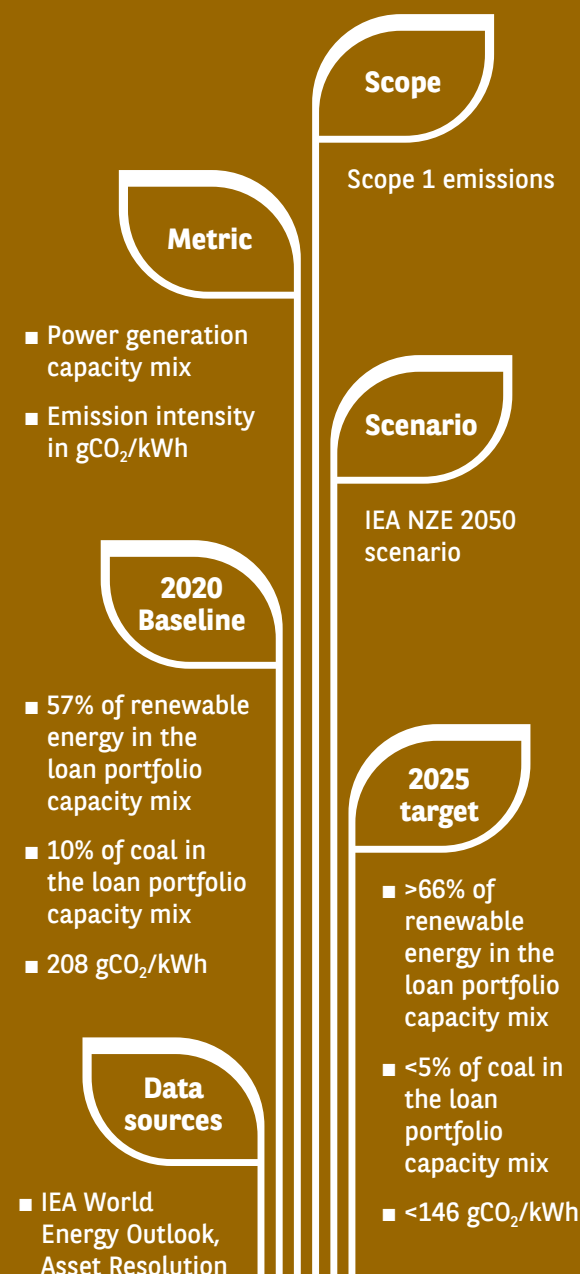 Scope
Scope 1 emissions
Metric
■ Power generation
capacity mix
■ Emission intensity
in gCO₂/kWh
Scenario
IEA NZE 2050
scenario
2020
Baseline
■ 57% of renewable
energy in the
loan portfolio
capacity mix
■ 10% of coal in
the loan portfolio
capacity mix
■ 208 gCO₂/kWh
2025
target
■ >66% of
renewable
energy in the
loan portfolio
capacity mix
■ <5% of coal in
the loan
portfolio
capacity mix
■ <146 gCO₂/kWh
Data
sources
■ IEA World
Energy Outlook,
Asset Resolution